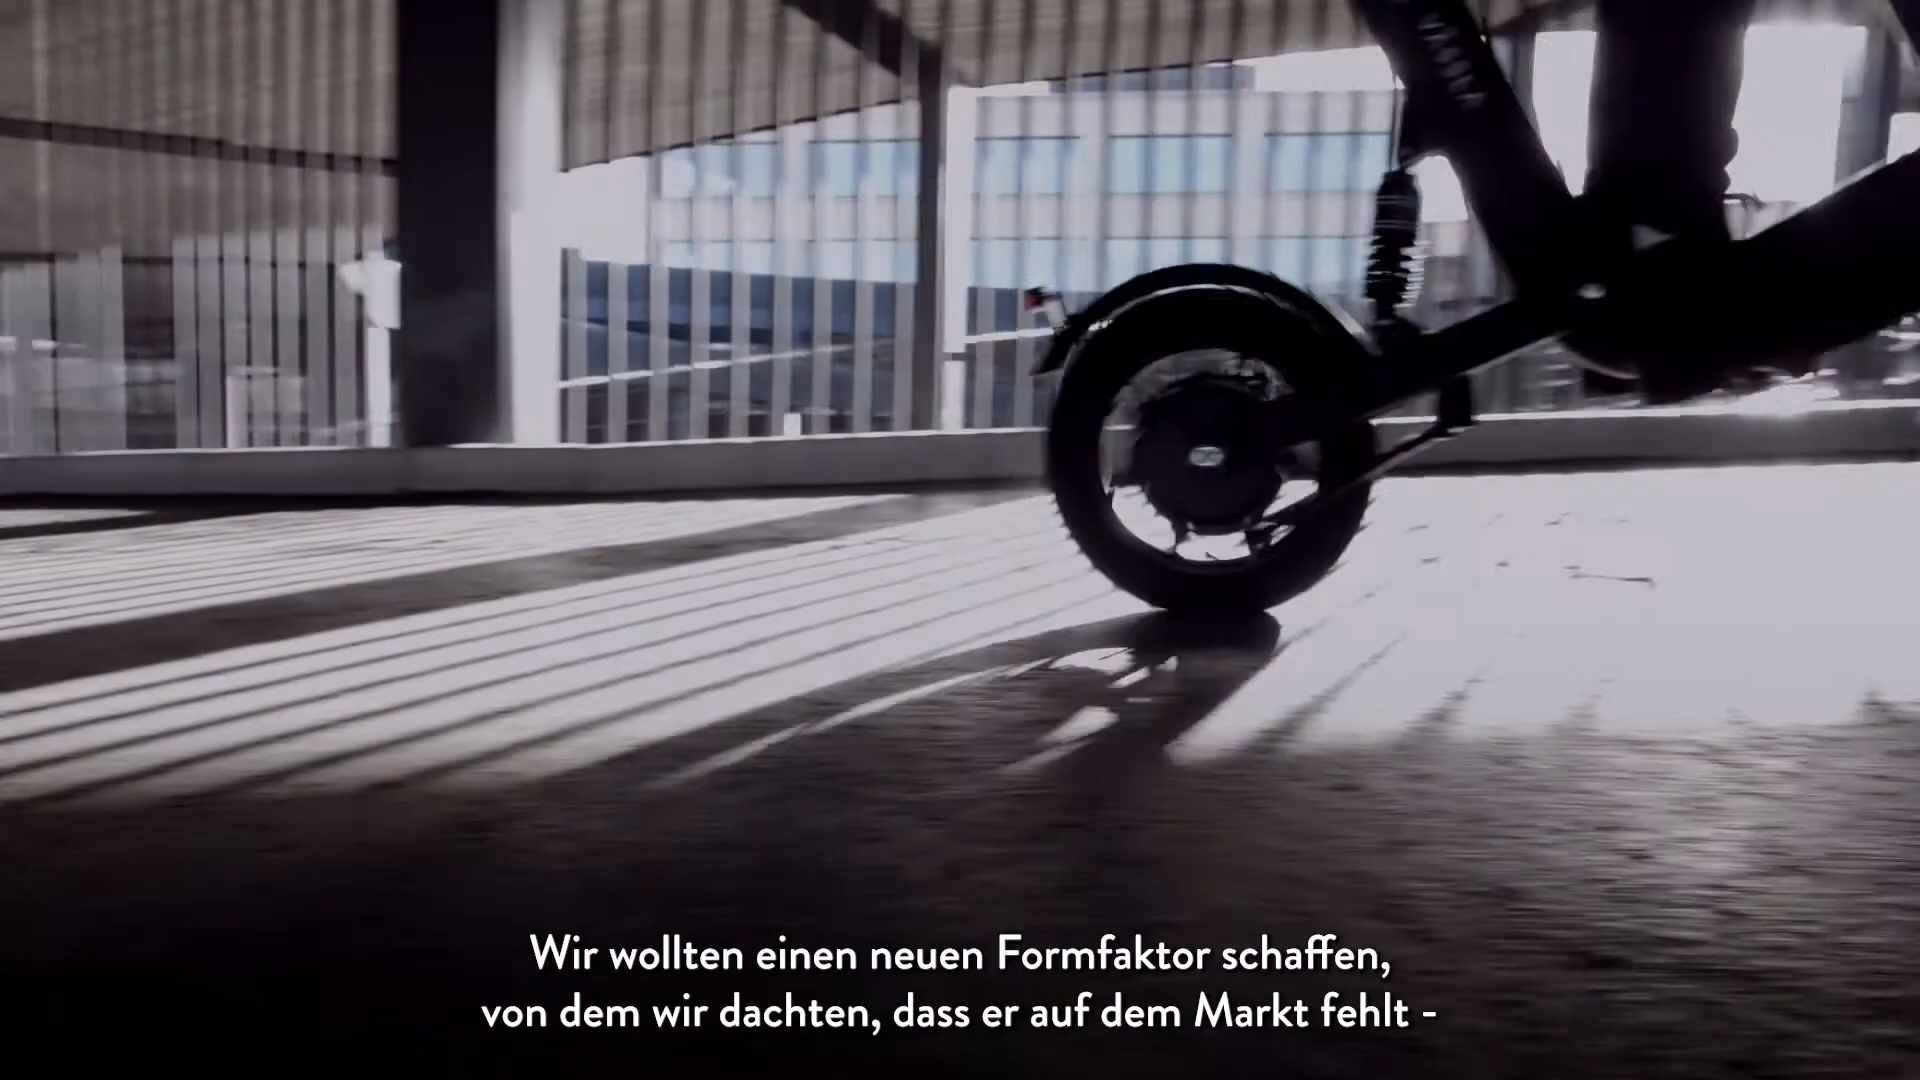 Wir wollten einen neuen Formfaktor schaffen,
von dem wir dachten, dass er auf dem Markt fehlt -